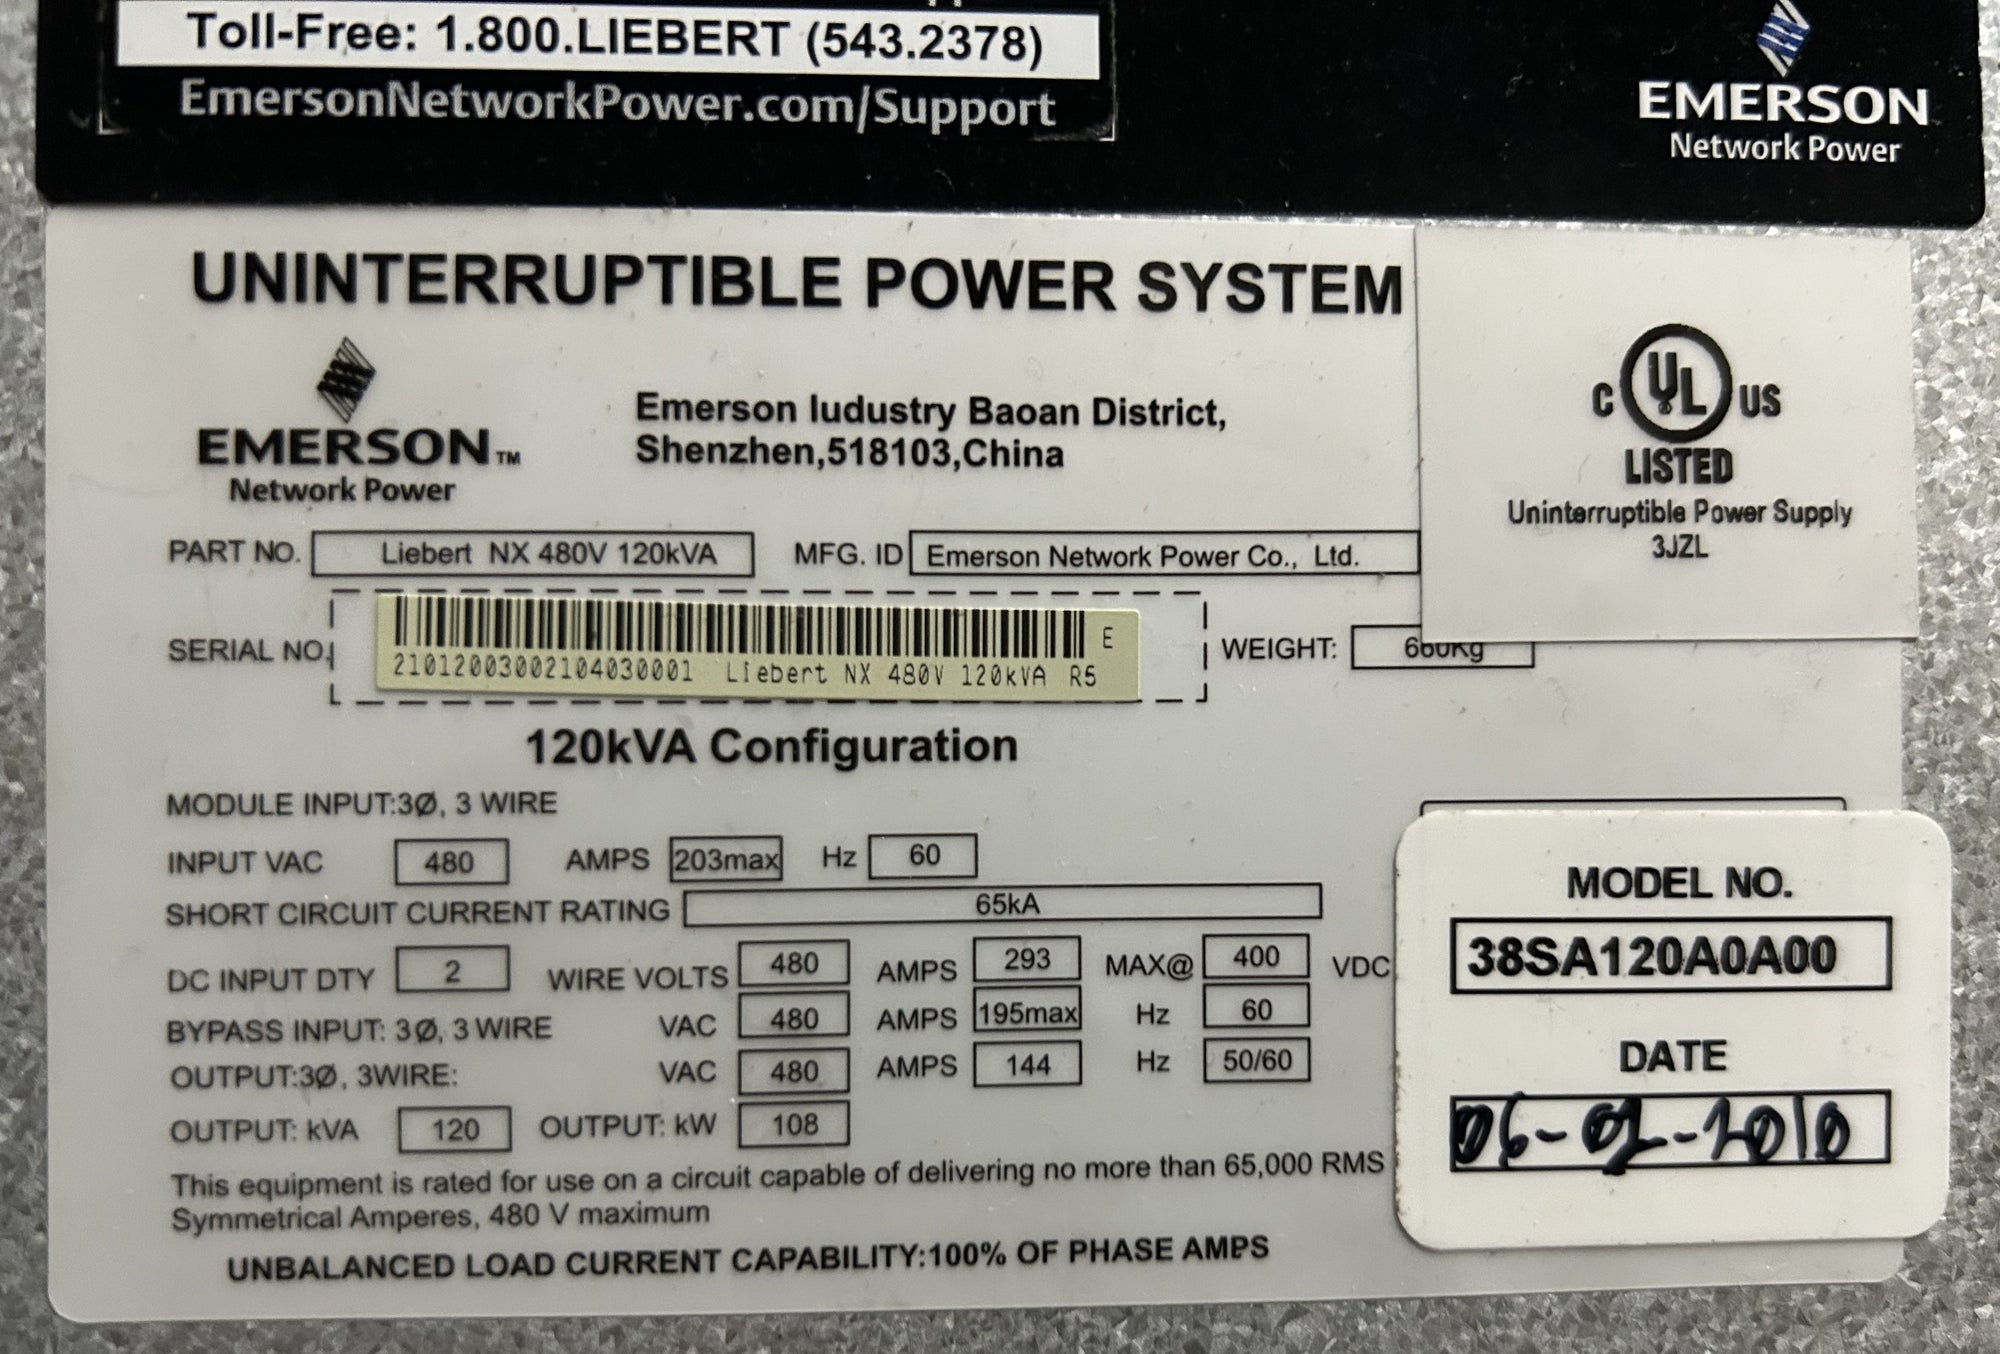 Toll-Free: 1.800.LIEBERT (543.2378)
EmersonNetworkPower.com/Support
EMERSON
Network Power
UNINTERRUPTIBLE POWER SYSTEM
EMERSON TM
Network Power
Emerson Iudustry Baoan District,
Shenzhen,518103,China
C UL US
LISTED
Uninterruptible Power Supply
3JZL
PART NO. Liebert NX 480V 120kVA MFG. ID Emerson Network Power Co., Ltd.
SERIAL NO. E
21012003002104030001 Liebert NX 480V 120kVA R5
WEIGHT: 660Kg
120kVA Configuration
MODULE INPUT:3Ø, 3 WIRE
INPUT VAC 480 AMPS 203max Hz 60
SHORT CIRCUIT CURRENT RATING 65kA
DC INPUT DTY 2 WIRE VOLTS 480 AMPS 293 MAX@ 400 VDC
BYPASS INPUT: 3Ø, 3 WIRE VAC 480 AMPS 195max Hz 60
OUTPUT:3Ø, 3WIRE: VAC 480 AMPS 144 Hz 50/60
OUTPUT: kVA 120 OUTPUT: kW 108
This equipment is rated for use on a circuit capable of delivering no more than 65,000 RMS
Symmetrical Amperes, 480 V maximum
UNBALANCED LOAD CURRENT CAPABILITY:100% OF PHASE AMPS
MODEL NO.
38SA120A0A00
DATE